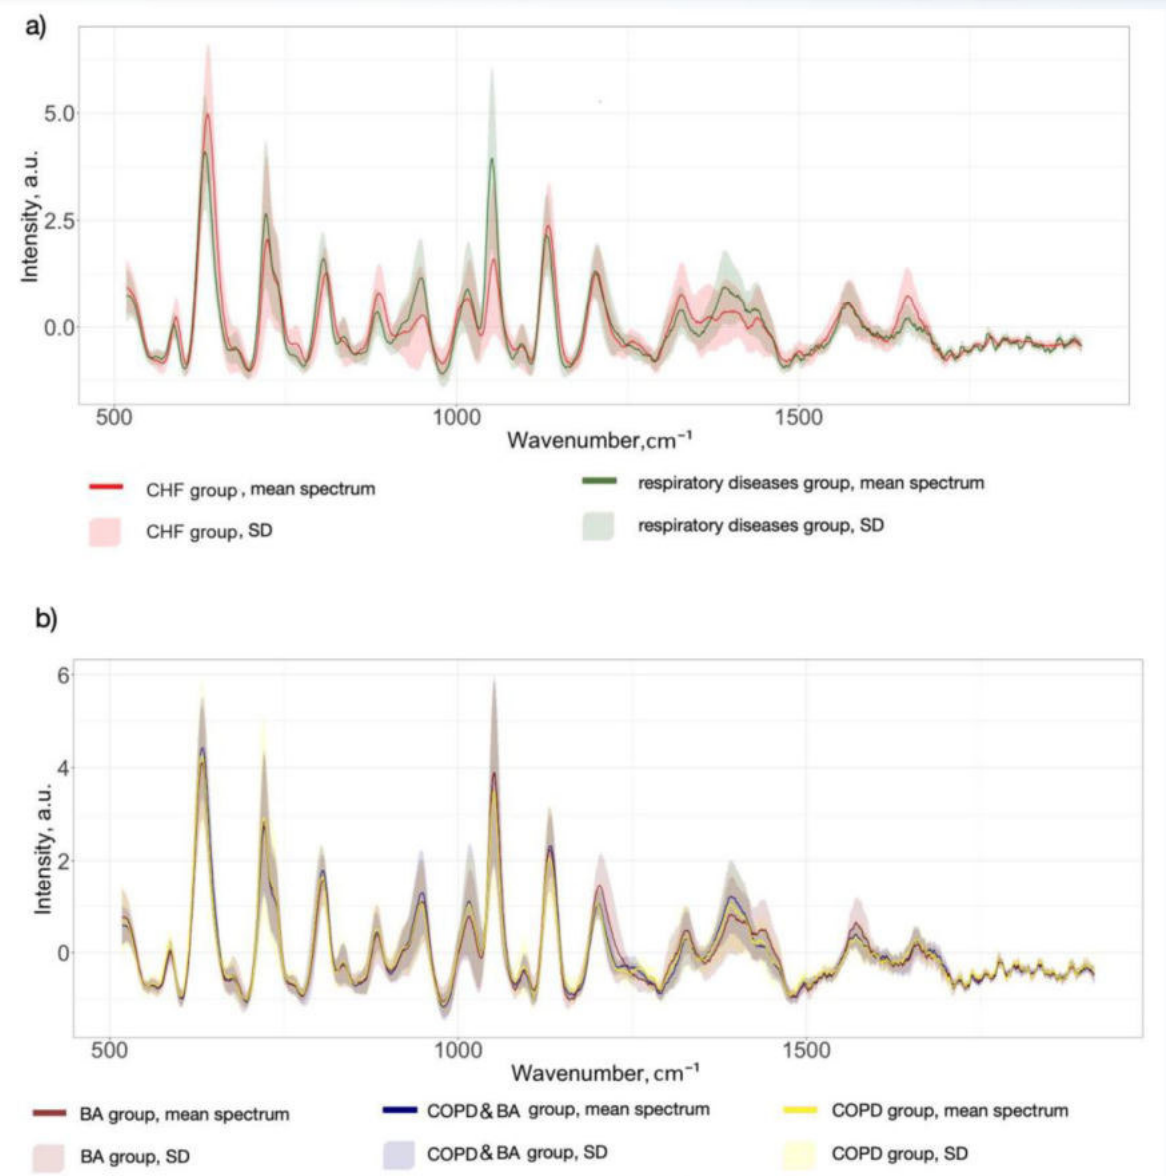 a)
5.0
2.5
0.0
Intensity, a.u.
500 1000 1500
Wavenumber,cm⁻¹
CHF group, mean spectrum
respiratory diseases group, mean spectrum
CHF group, SD
respiratory diseases group, SD
b)
6
4
2
0
Intensity, a.u.
500 1000 1500
Wavenumber, cm⁻¹
BA group, mean spectrum
COPD & BA group, mean spectrum
COPD group, mean spectrum
BA group, SD
COPD & BA group, SD
COPD group, SD